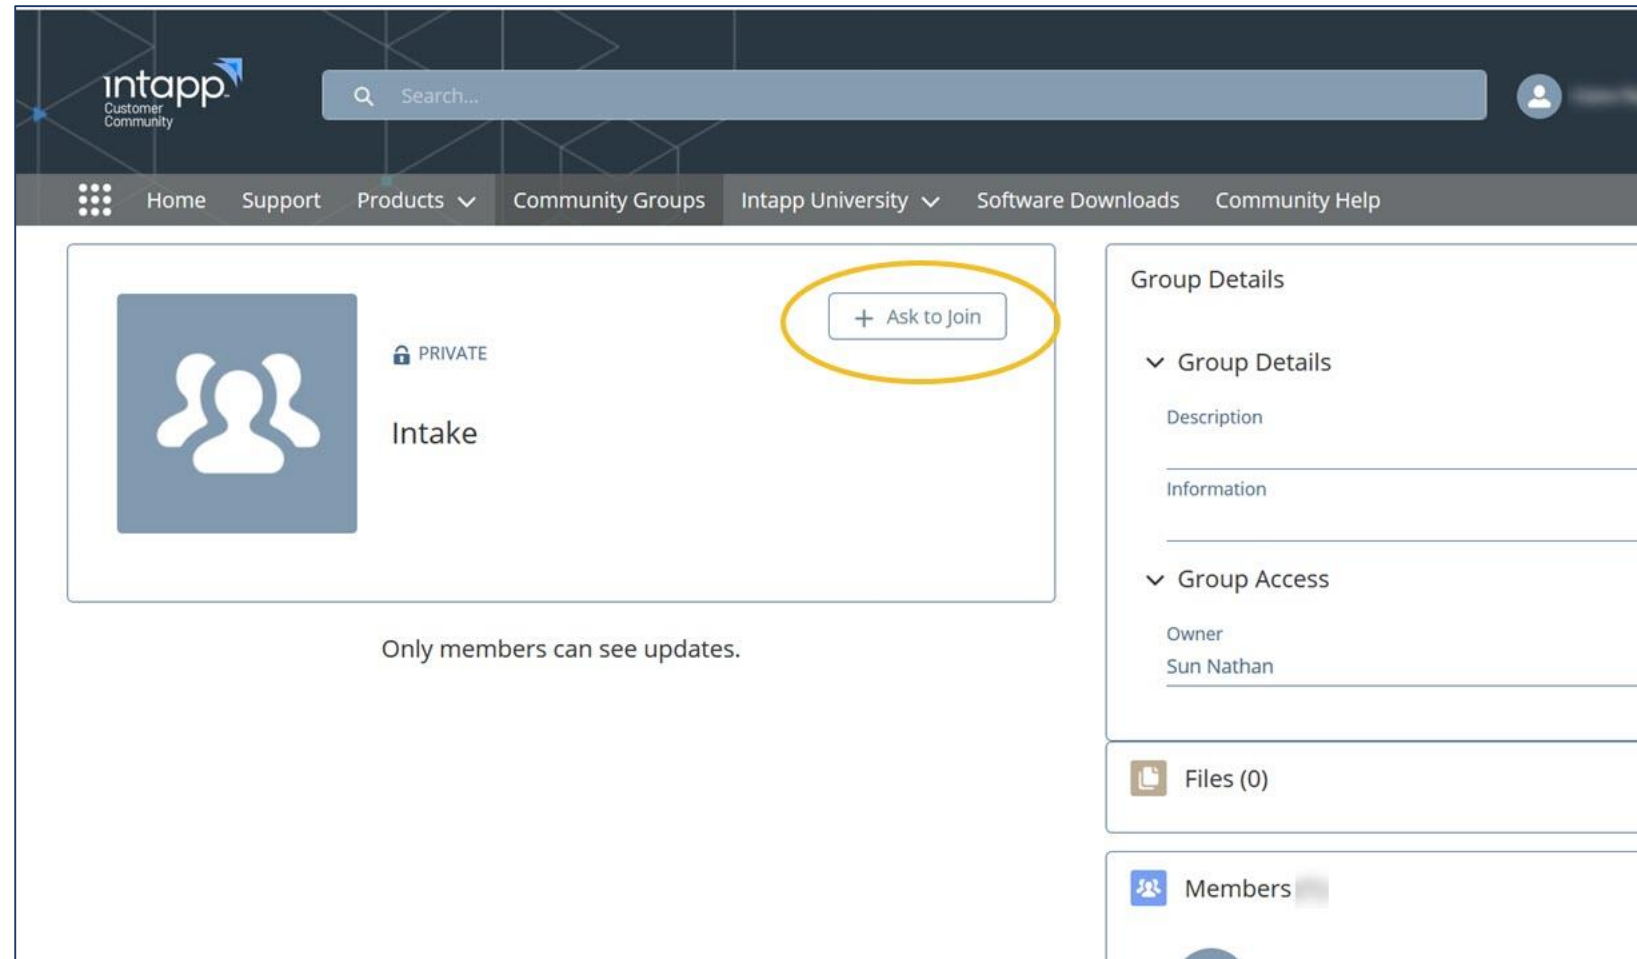 intapp
Customer
Community
Search...
Home Support Products Community Groups Intapp University Software Downloads Community Help
PRIVATE
Intake
+ Ask to Join
Only members can see updates.
Group Details
Group Details
Description
Information
Group Access
Owner
Sun Nathan
Files (0)
Members